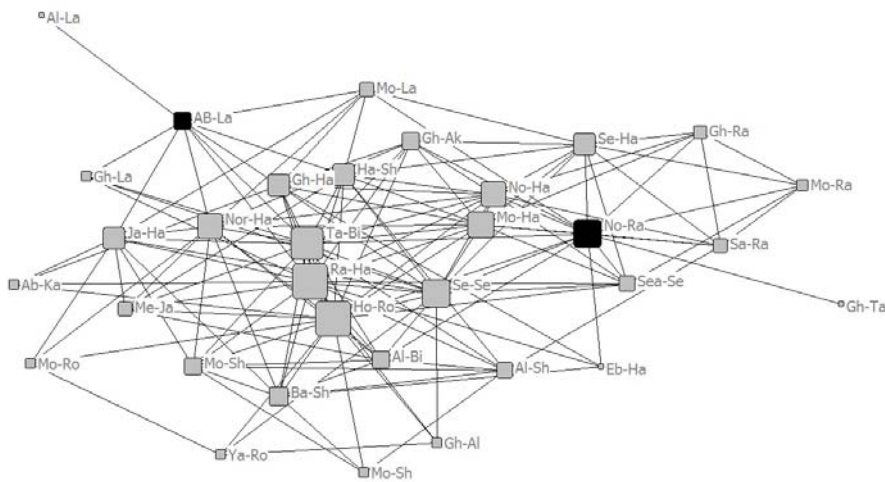 Al-La
Mo-La
AB-La
Gh-Ak
Se-Ha
Gh-Ra
Gh-La
Gh-Ha
Ha-Sh
No-Ha
Mo-Ra
Nor-Ha
Ta-Bis
Mo-Ha
No-Ra
Ja-Ha
Sa-Ra
Ra-Ha
Ab-Ka
Se-Se
Sea-Se
Me-Ja
Ho-Ro
Gh-Ta
Mo-Ro
Mo-Sh
Al-Bi
Al-Sh
Eb-Ha
Ba-Sh
Ya-Ro
Gh-Al
Mo-Sh